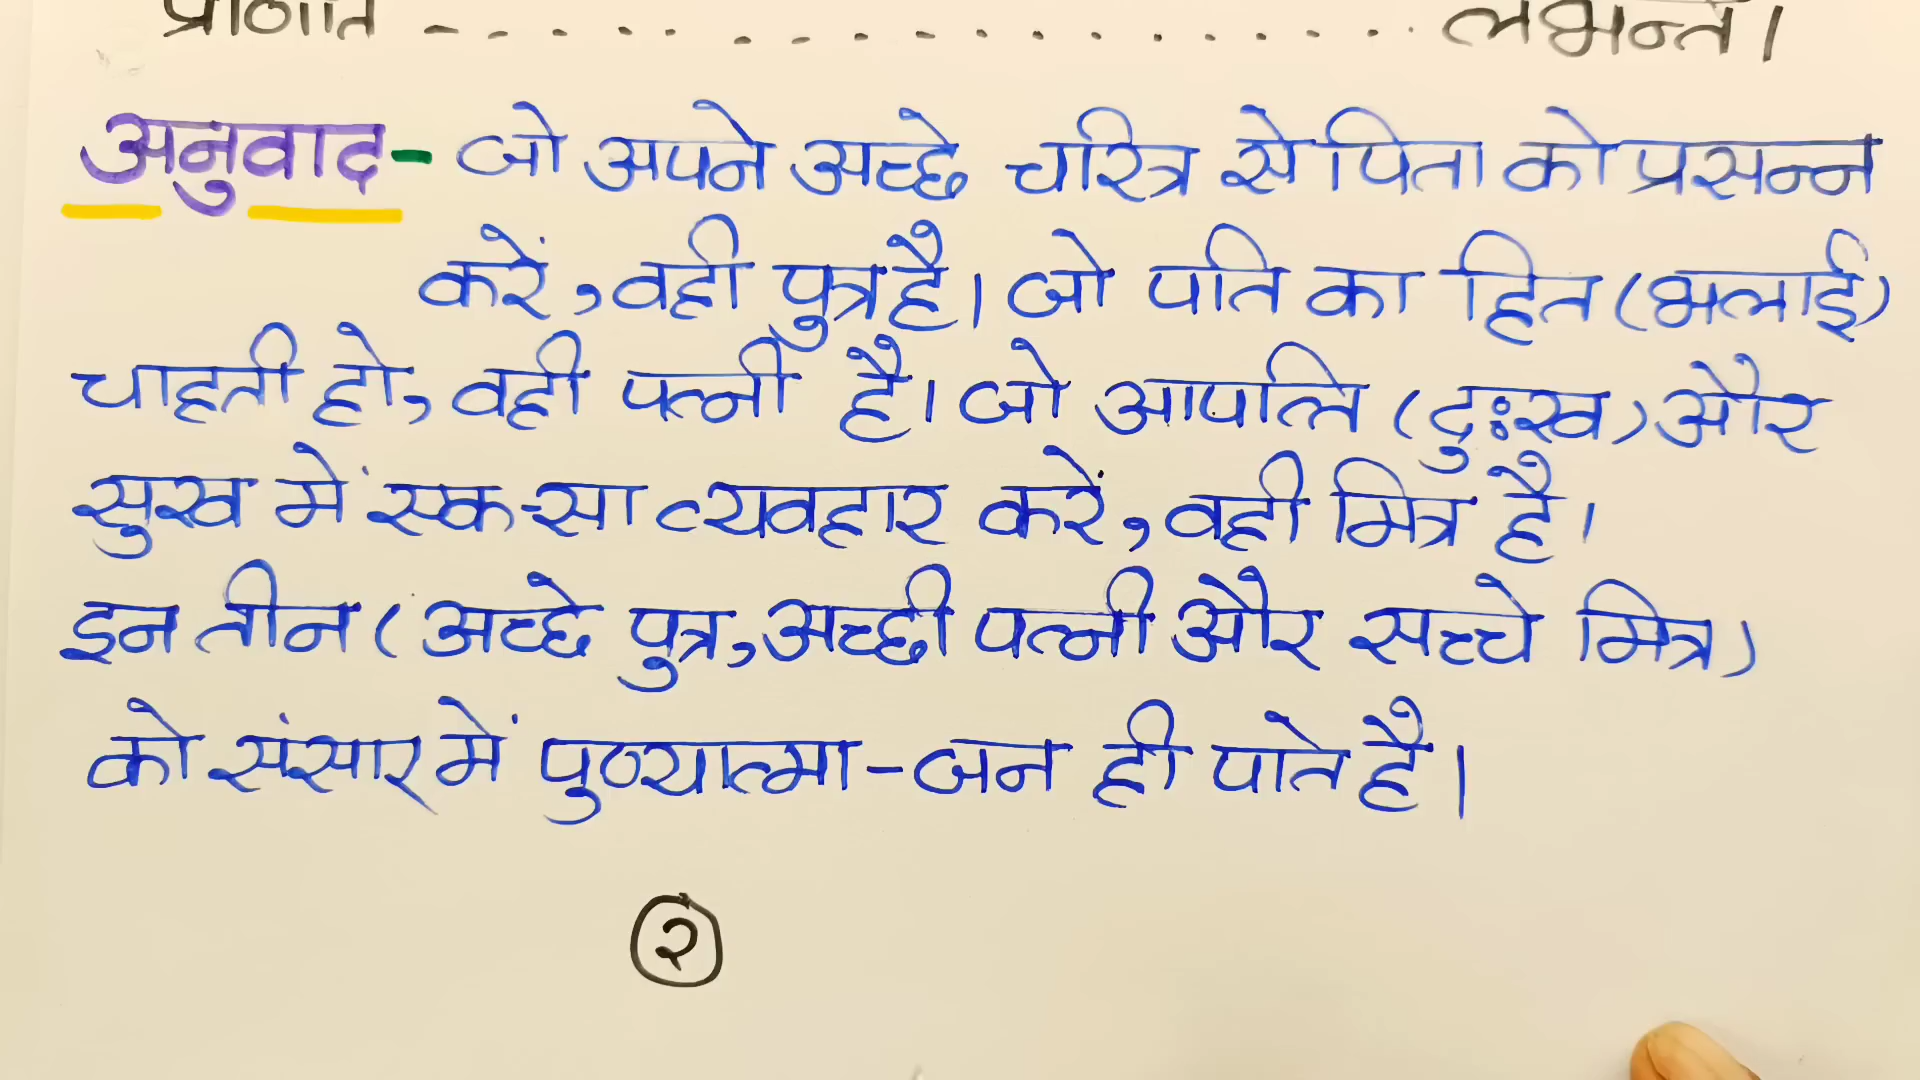 प्रीणाति - - - - - - - - - - - - - - - - - लभन्ते।
अनुवाद- जो अपने अच्छे चरित्र से पिता को प्रसन्न
करें, वही पुत्र है। जो पति का हित (भलाई)
चाहती हो, वही पत्नी है। जो आपत्ति (दुःख) और
सुख में एक-सा व्यवहार करें, वही मित्र है।
इन तीन (अच्छे पुत्र, अच्छी पत्नी और सच्चे मित्र)
को संसार में पुण्यात्मा-जन ही पाते है।
२